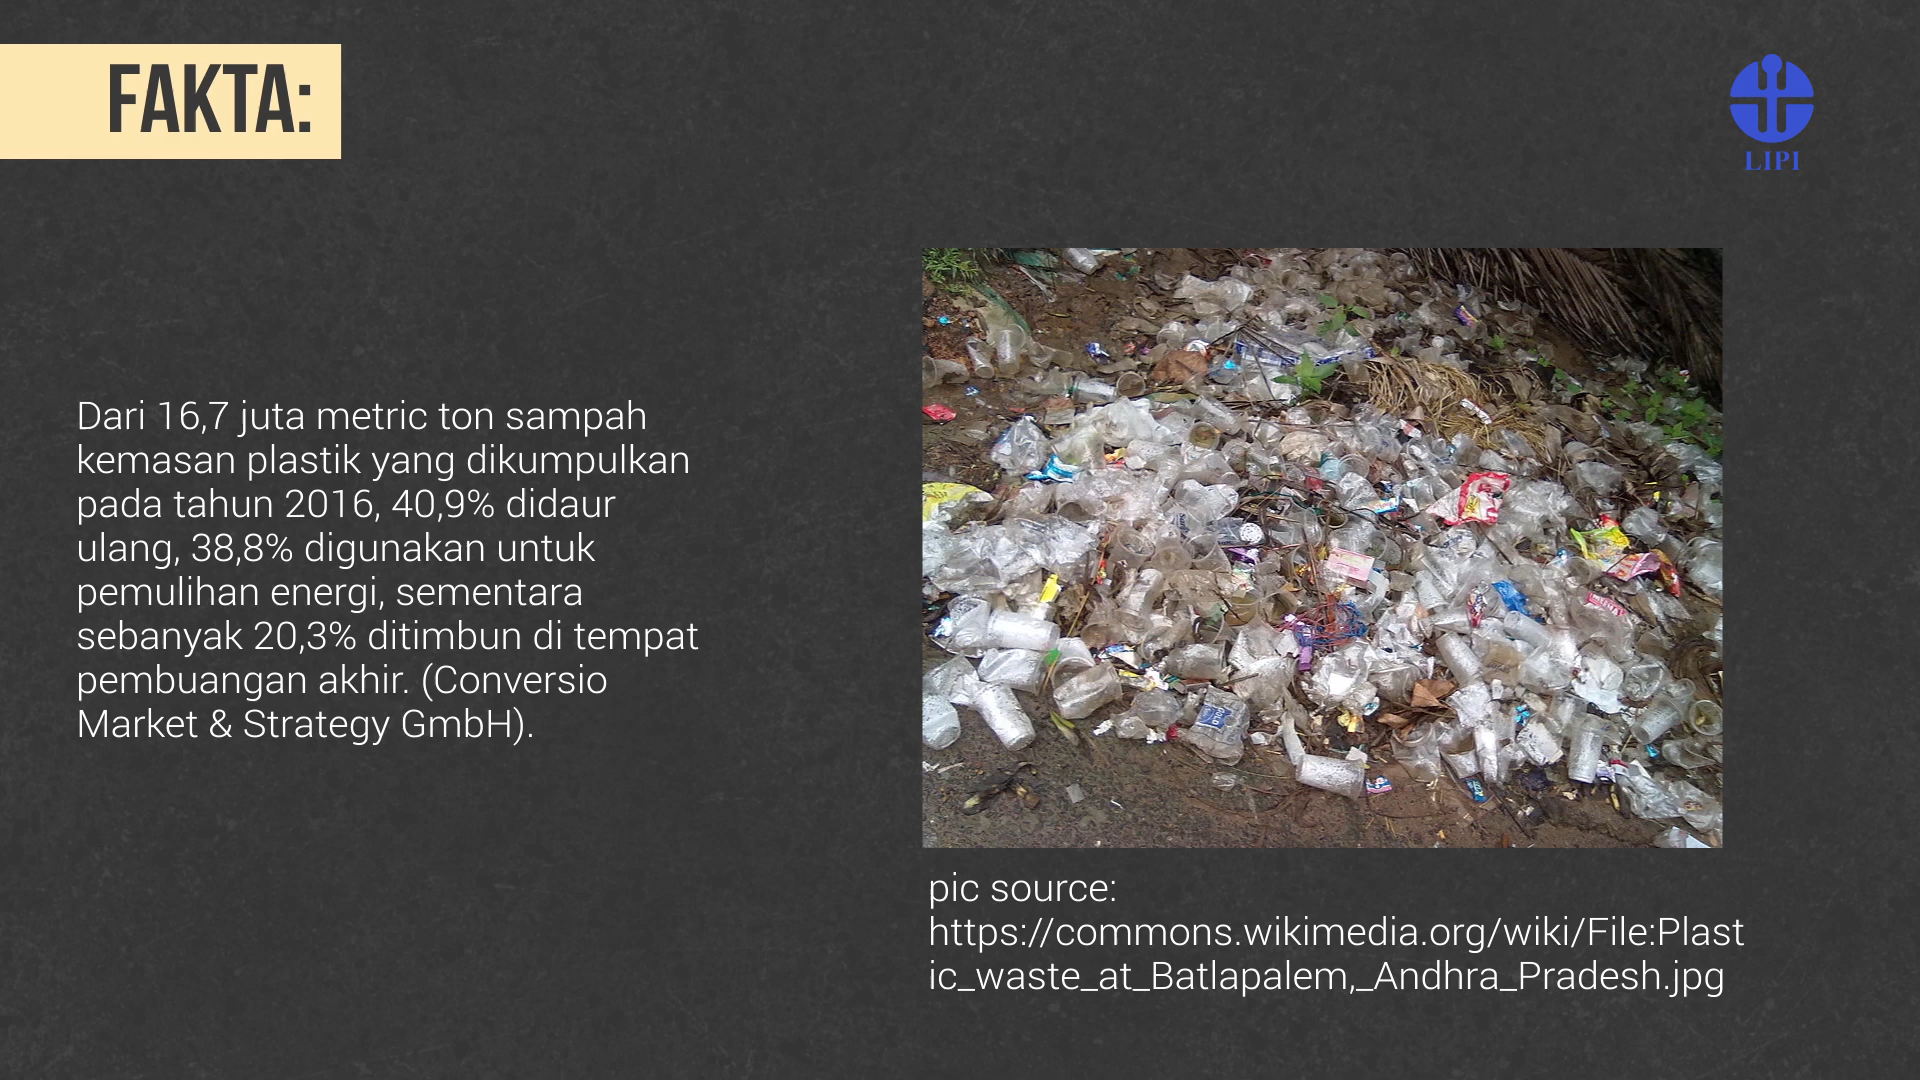 FAKTA:
LIPI
Dari 16,7 juta metric ton sampah
kemasan plastik yang dikumpulkan
pada tahun 2016, 40,9% didaur
ulang, 38,8% digunakan untuk
pemulihan energi, sementara
sebanyak 20,3% ditimbun di tempat
pembuangan akhir. (Conversio
Market & Strategy GmbH).
pic source:
https://commons.wikimedia.org/wiki/File:Plast
ic_waste_at_Batlapalem,_Andhra_Pradesh.jpg